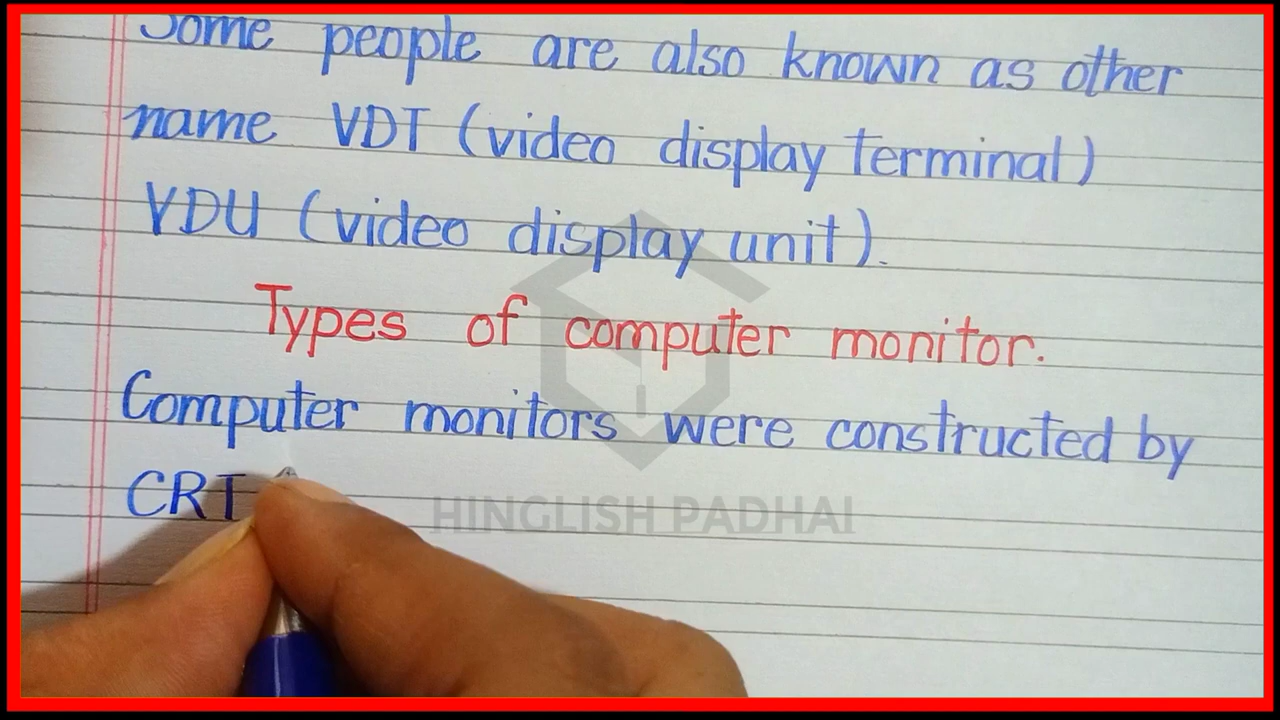 Some people are also known as other
name VDT (video display terminal)
VDU (video display unit).
Types of computer monitor.
Computer monitors were constructed by
CRT
HINGLISH PADHAI